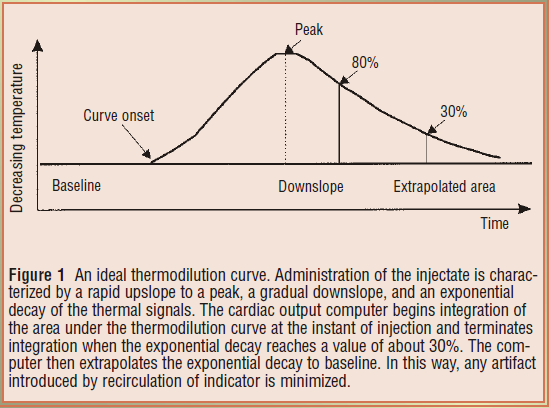 Peak
80%
30%
Curve onset
Decreasing temperature
Baseline
Downslope
Extrapolated area
Time
Figure 1 An ideal thermodilution curve. Administration of the injectate is charac-
terized by a rapid upslope to a peak, a gradual downslope, and an exponential
decay of the thermal signals. The cardiac output computer begins integration of
the area under the thermodilution curve at the instant of injection and terminates
integration when the exponential decay reaches a value of about 30%. The com-
puter then extrapolates the exponential decay to baseline. In this way, any artifact
introduced by recirculation of indicator is minimized.